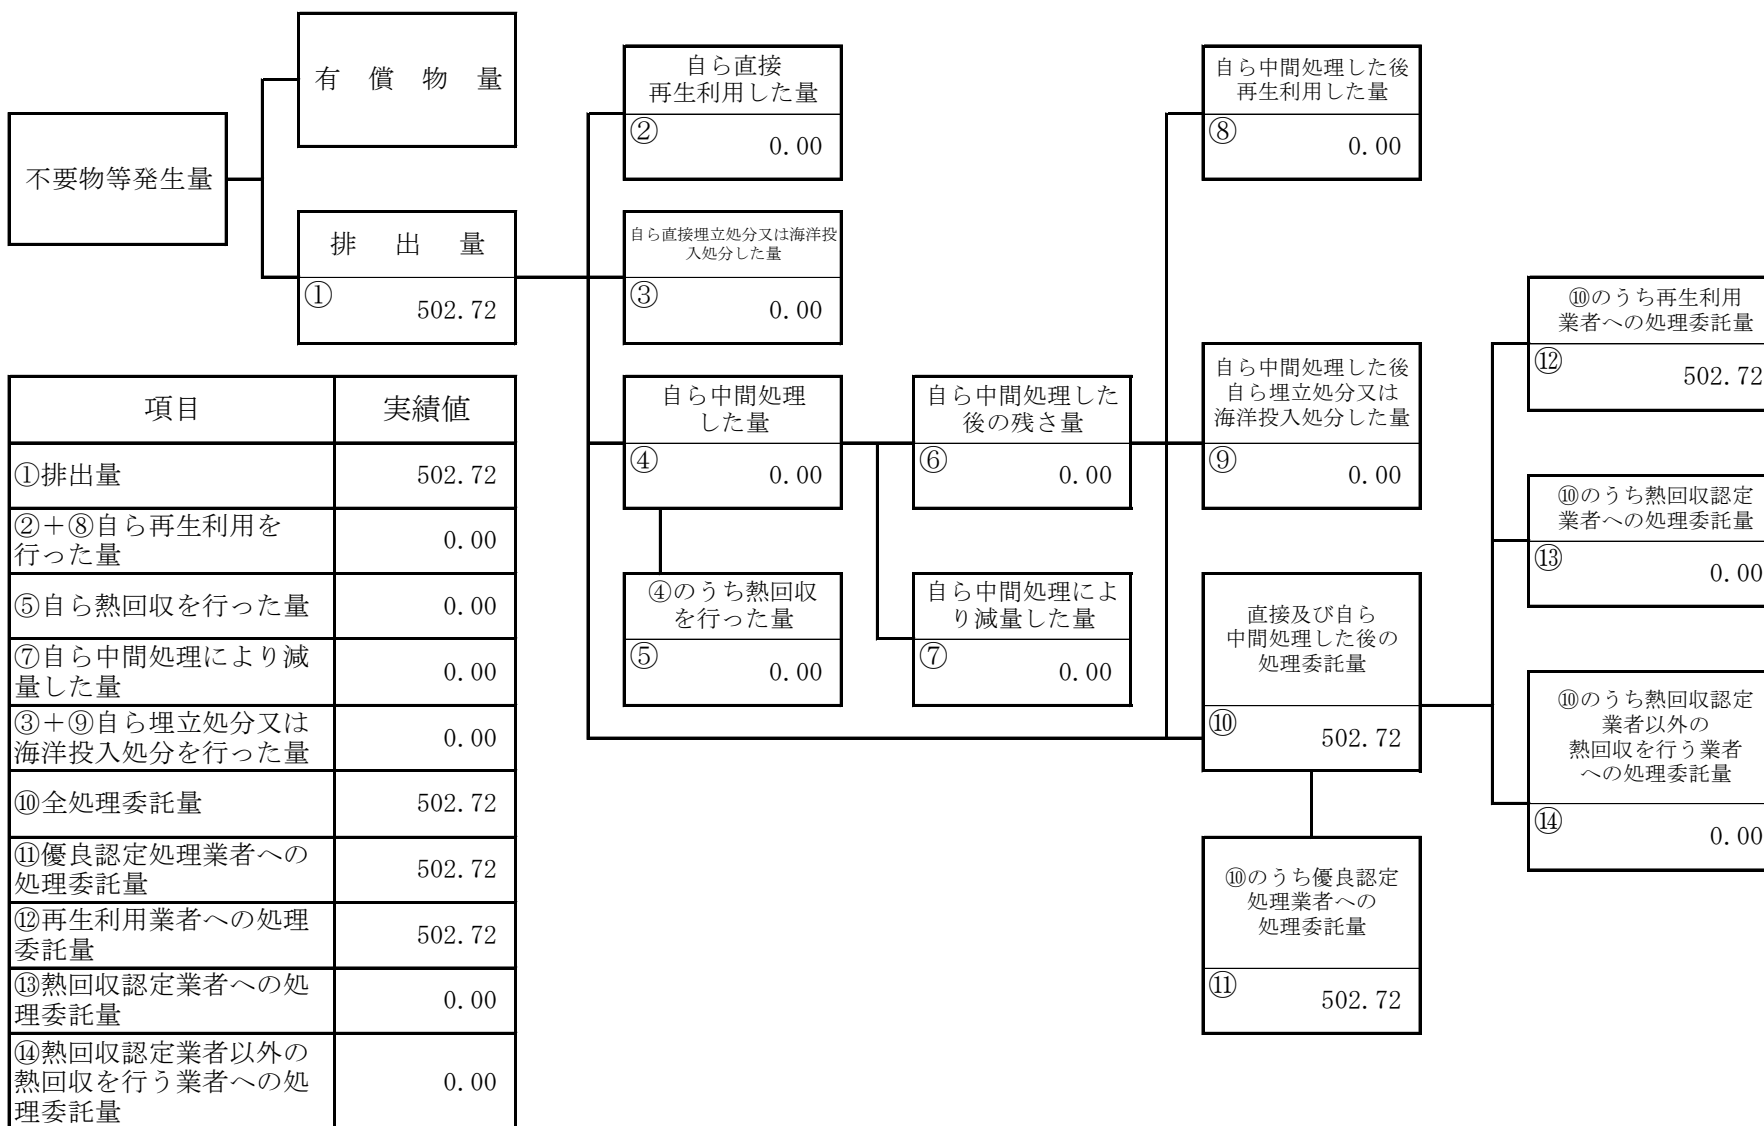 有　償　物　量
不要物等発生量
排　出　量
①
502.72
自ら直接
再生利用した量
②
0.00
自ら直接埋立処分又は海洋投
入処分した量
③
0.00
自ら中間処理
した量
④
0.00
④のうち熱回収
を行った量
⑤
0.00
自ら中間処理した
後の残さ量
⑥
0.00
自ら中間処理によ
り減量した量
⑦
0.00
自ら中間処理した後
再生利用した量
⑧
0.00
自ら中間処理した後
自ら埋立処分又は
海洋投入処分した量
⑨
0.00
直接及び自ら
中間処理した後の
処理委託量
⑩
502.72
⑩のうち優良認定
処理業者への
処理委託量
⑪
502.72
⑩のうち再生利用
業者への処理委託量
⑫
502.72
⑩のうち熱回収認定
業者への処理委託量
⑬
0.00
⑩のうち熱回収認定
業者以外の
熱回収を行う業者
への処理委託量
⑭
0.00
項目　実績値
①排出量　502.72
②＋⑧自ら再生利用を
行った量　0.00
⑤自ら熱回収を行った量　0.00
⑦自ら中間処理により減
量した量　0.00
③＋⑨自ら埋立処分又は
海洋投入処分を行った量　0.00
⑩全処理委託量　502.72
⑪優良認定処理業者への
処理委託量　502.72
⑫再生利用業者への処理
委託量　502.72
⑬熱回収認定業者への処
理委託量　0.00
⑭熱回収認定業者以外の
熱回収を行う業者への処
理委託量　0.00